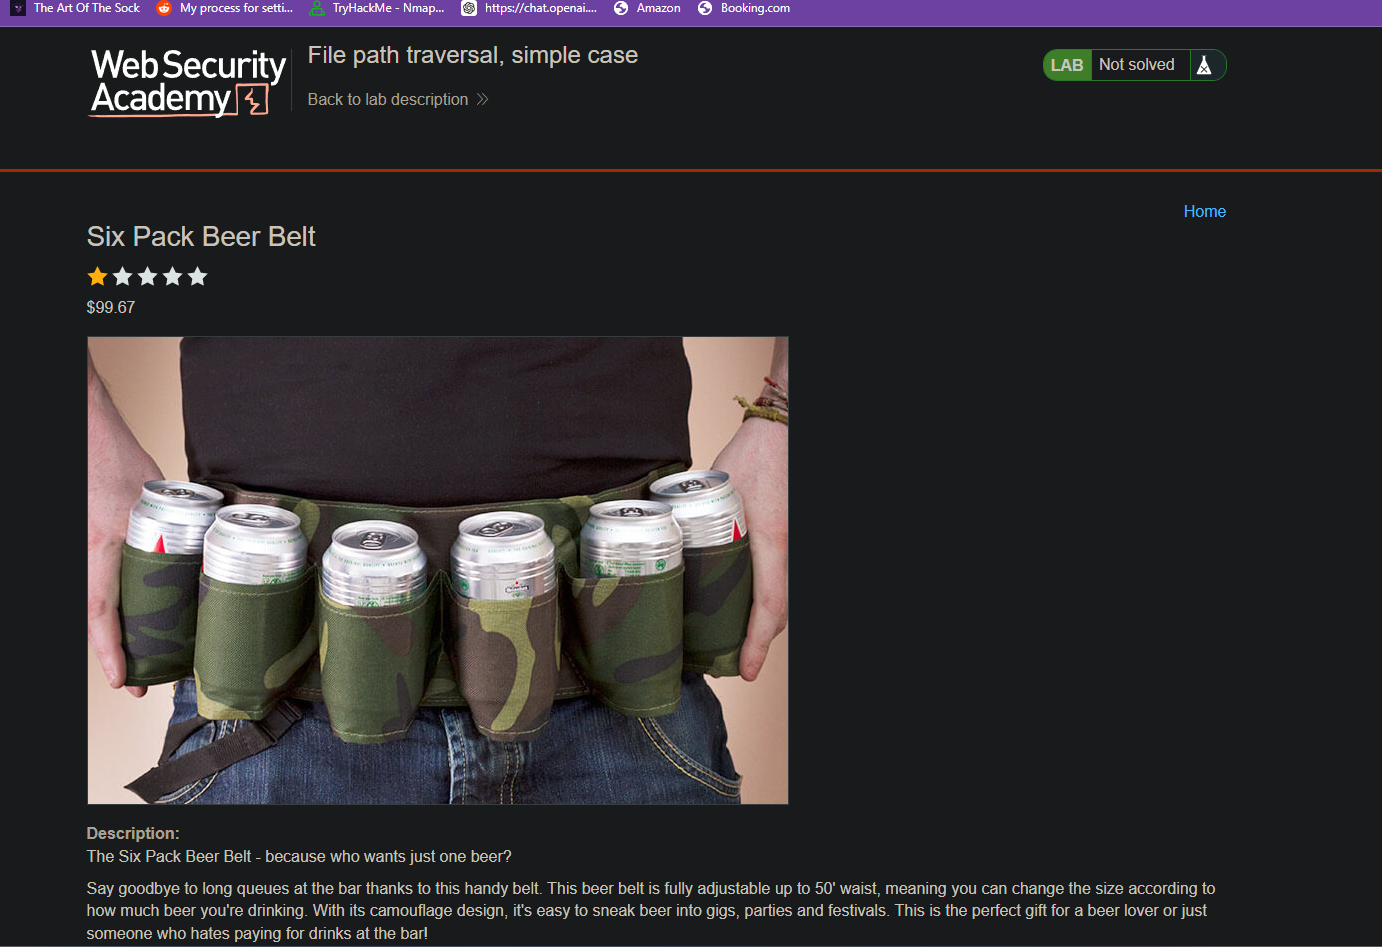 The Art Of The Sock My process for setti... TryHackMe - Nmap... https://chat.openai.... Amazon Booking.com
Web Security
Academy
File path traversal, simple case
Back to lab description
LAB Not solved
Home
Six Pack Beer Belt
$99.67
Description:
The Six Pack Beer Belt - because who wants just one beer?
Say goodbye to long queues at the bar thanks to this handy belt. This beer belt is fully adjustable up to 50' waist, meaning you can change the size according to
how much beer you're drinking. With its camouflage design, it's easy to sneak beer into gigs, parties and festivals. This is the perfect gift for a beer lover or just
someone who hates paying for drinks at the bar!